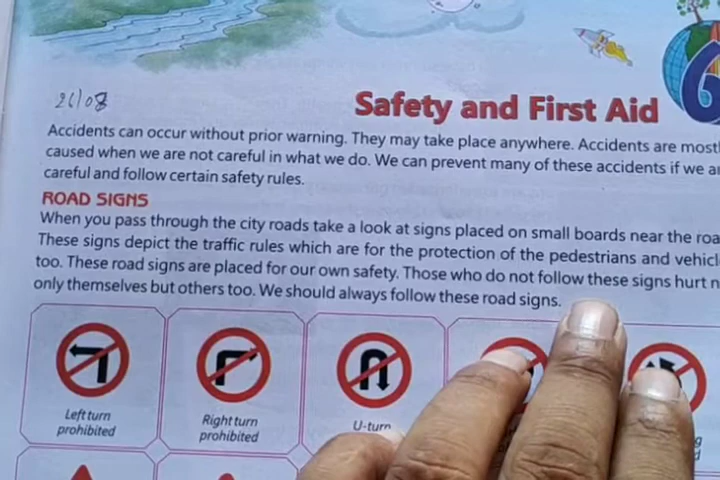 26/08
Safety and First Aid
6
Accidents can occur without prior warning. They may take place anywhere. Accidents are
caused when we are not careful in what we do. We can prevent many of these accidents if we
careful and follow certain safety rules.
ROAD SIGNS
When you pass through the city roads take a look at signs placed on small boards near the
These signs depict the traffic rules which are for the protection of the pedestrians and
too. These road signs are placed for our own safety. Those who do not follow these signs hurt
only themselves but others too. We should always follow these road signs.
Left turn
prohibited
Right turn
prohibited
U-turn